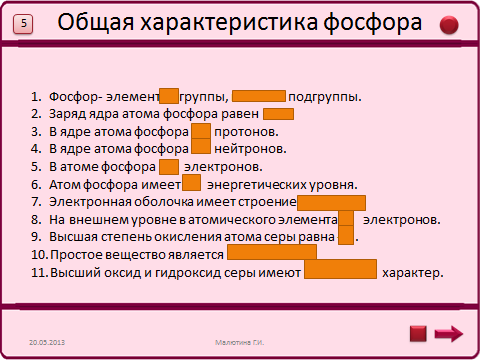 5
Общая характеристика фосфора
1. Фосфор- элемент группы, подгруппы.
2. Заряд ядра атома фосфора равен
3. В ядре атома фосфора протонов.
4. В ядре атома фосфора нейтронов.
5. В атоме фосфора электронов.
6. Атом фосфора имеет энергетических уровня.
7. Электронная оболочка имеет строение
8. На внешнем уровне в атомического элемента электронов.
9. Высшая степень окисления атома серы равна .
10. Простое вещество является
11. Высший оксид и гидроксид серы имеют характер.
20.05.2013
Малютина Г.И.